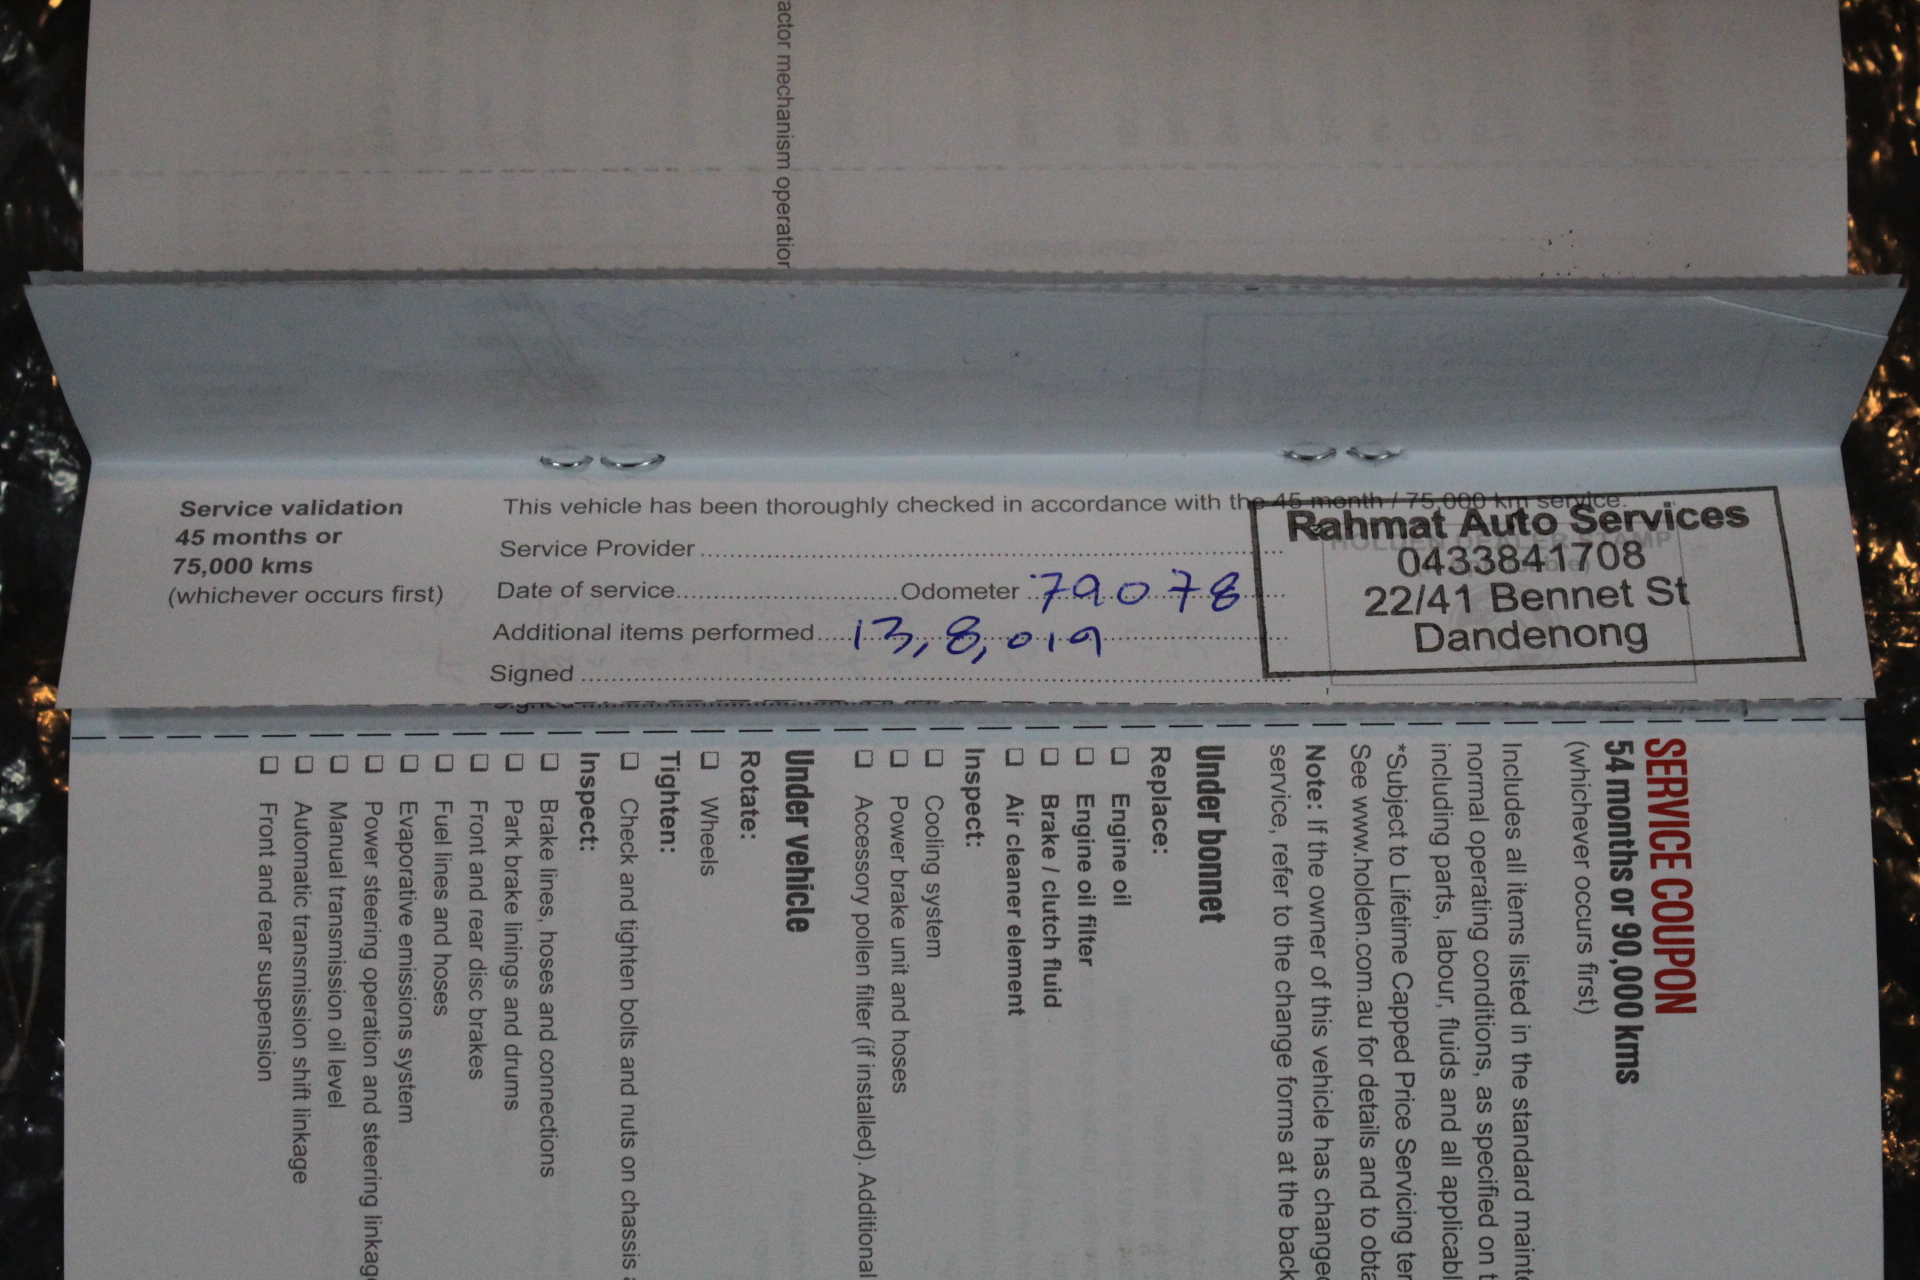 actor mechanism operation
Service validation
45 months or
75,000 kms
(whichever occurs first)
This vehicle has been thoroughly checked in accordance with the 45 month / 75,000 km service.
Service Provider
Date of service Odometer 79078
Additional items performed 13,8,019
Signed
HOLDEN DEALER STAMP
Rahmat Auto Services
0433841708
22/41 Bennet St
Dandenong
SERVICE COUPON
54 months or 90,000 kms
(whichever occurs first)
Includes all items listed in the standard mainte
normal operating conditions, as specified on t
including parts, labour, fluids and all applicabl
*Subject to Lifetime Capped Price Servicing ter
See www.holden.com.au for details and to obta
Note: If the owner of this vehicle has changed
service, refer to the change forms at the back
Under bonnet
Replace:
❏ Engine oil
❏ Engine oil filter
❏ Brake / clutch fluid
❏ Air cleaner element
Inspect:
❏ Cooling system
❏ Power brake unit and hoses
❏ Accessory pollen filter (if installed). Additional
Under vehicle
Rotate:
❏ Wheels
Tighten:
❏ Check and tighten bolts and nuts on chassis
Inspect:
❏ Brake lines, hoses and connections
❏ Park brake linings and drums
❏ Front and rear disc brakes
❏ Fuel lines and hoses
❏ Evaporative emissions system
❏ Power steering operation and steering linkag
❏ Manual transmission oil level
❏ Automatic transmission shift linkage
❏ Front and rear suspension